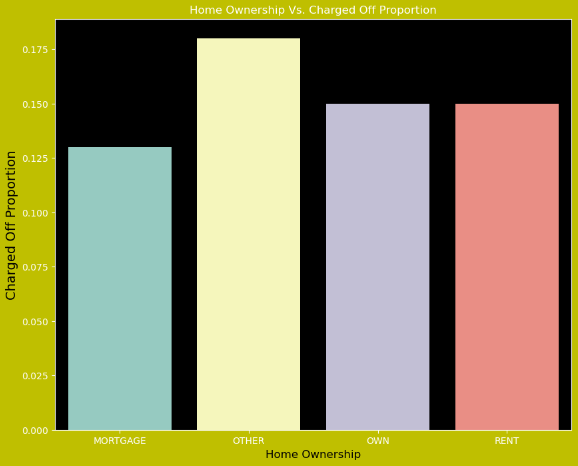 Home Ownership Vs. Charged Off Proportion
Charged Off Proportion
0.175
0.150
0.125
0.100
0.075
0.050
0.025
0.000
MORTGAGE OTHER OWN RENT
Home Ownership